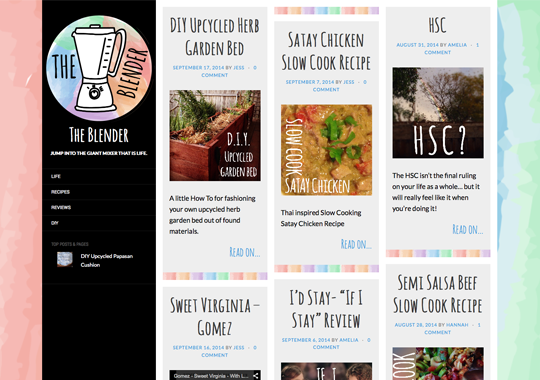 THE
BLENDER
The Blender
JUMP INTO THE GIANT MIXER THAT IS LIFE.
LIFE
RECIPES
REVIEWS
DIY
TOP POSTS & PAGES
DIY Upcycled Papasan
Cushion
DIY Upcycled Herb
Garden Bed
SEPTEMBER 17, 2014 BY JESS · 0
COMMENT
D.I.Y.
Upcycled
garden bed
A little How To for fashioning
your own upcycled herb
garden bed out of found
materials.
Read on...
Sweet Virginia –
Gomez
SEPTEMBER 16, 2014 BY JESS · 0
COMMENT
Gomez - Sweet Virginia - With L...
Satay Chicken
Slow Cook Recipe
SEPTEMBER 7, 2014 BY JESS · 0
COMMENT
SLOW COOK
SATAY CHICKEN
Thai inspired Slow Cooking
Satay Chicken Recipe
Read on...
I'd Stay- "If I
Stay" Review
SEPTEMBER 6, 2014 BY AMELIA · 0
COMMENT
IF I
HSC
AUGUST 31, 2014 BY AMELIA · 1
COMMENT
HSC?
The HSC isn't the final ruling
on your life as a whole... but it
will really feel like it when
you're doing it!
Read on...
Semi Salsa Beef
Slow Cook Recipe
AUGUST 28, 2014 BY HANNAH · 1
COMMENT
COOK